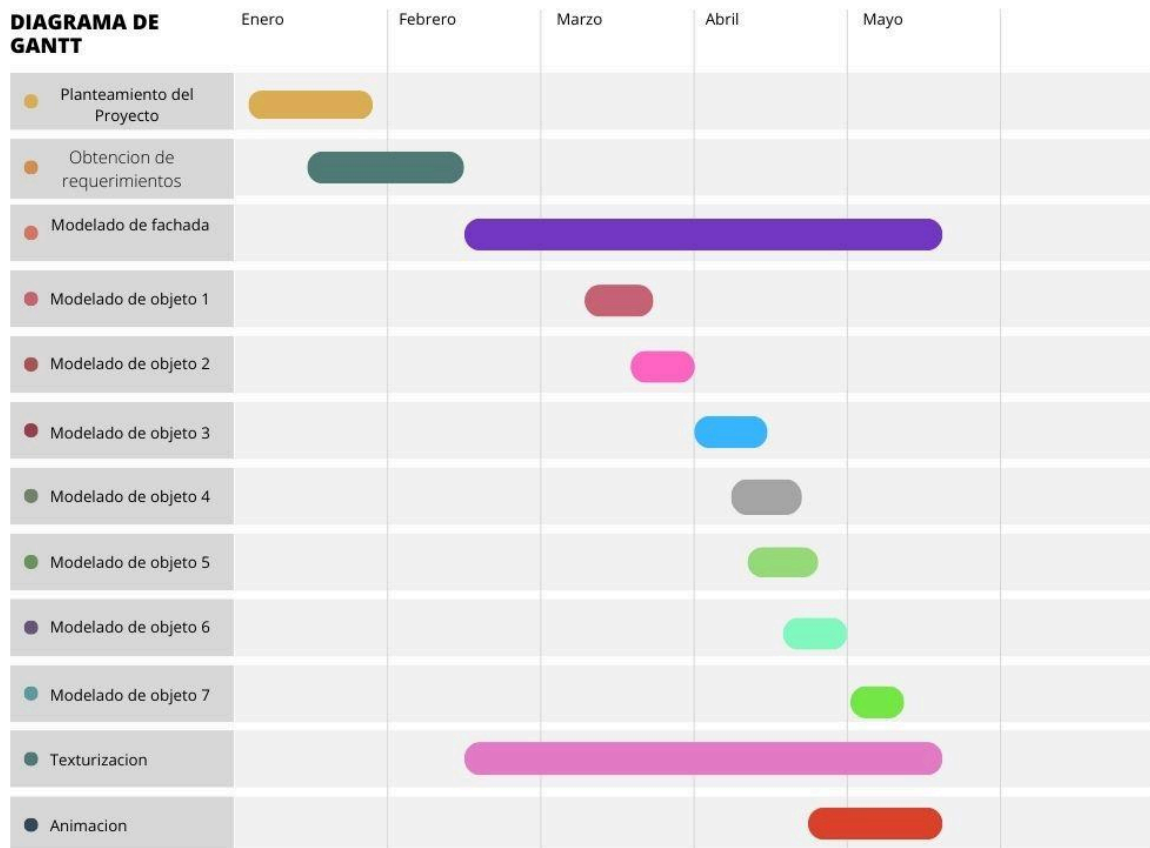 DIAGRAMA DE
GANTT
Enero
Febrero
Marzo
Abril
Mayo
Planteamiento del
Proyecto
Obtencion de
requerimientos
Modelado de fachada
Modelado de objeto 1
Modelado de objeto 2
Modelado de objeto 3
Modelado de objeto 4
Modelado de objeto 5
Modelado de objeto 6
Modelado de objeto 7
Texturizacion
Animacion